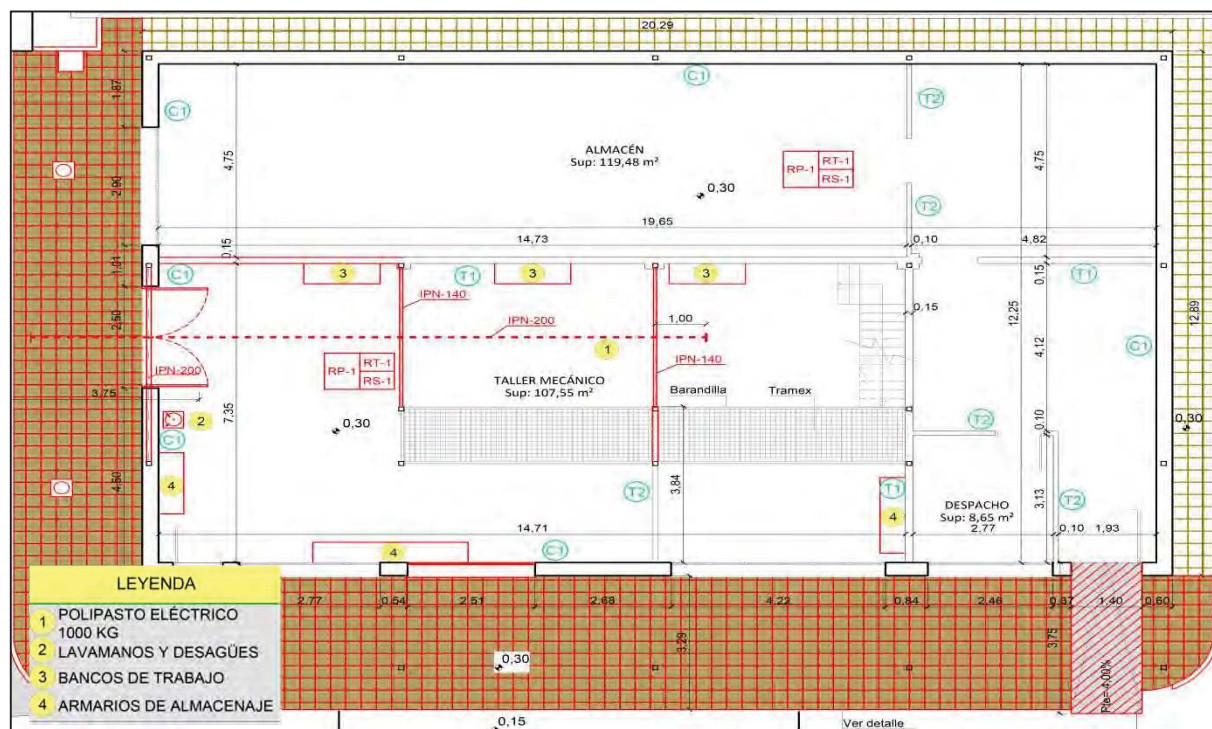 20,29
1,87
C1
C1
T2
4,75
ALMACÉN
Sup: 119,48 m²
RP-1
RT-1
RS-1
4,75
2,90
0,30
T2
19,65
14,73
0,10
4,82
0,15
1,01
C1
3
T1
3
3
0,15
T1
IPN-140
2,50
IPN-200
1,00
0,15
12,25
12,89
4,12
C1
1
RP-1
RT-1
RS-1
IPN-140
IPN-200
TALLER MECÁNICO
Sup: 107,55 m²
Barandilla
Tramex
3,75
2
7,35
0,30
0,10
T2
0,30
C1
4,60
4
T2
3,84
T1
4
DESPACHO
Sup: 8,65 m²
3,13
T2
14,71
2,77
0,10
1,93
4
C1
LEYENDA
1 POLIPASTO ELÉCTRICO
1000 KG
2 LAVAMANOS Y DESAGÜES
3 BANCOS DE TRABAJO
4 ARMARIOS DE ALMACENAJE
2,77
0,54
2,51
2,68
4,22
0,84
2,46
1,40
0,60
3,29
3,75
0,30
Pte=4,00%
0,15
Ver detalle